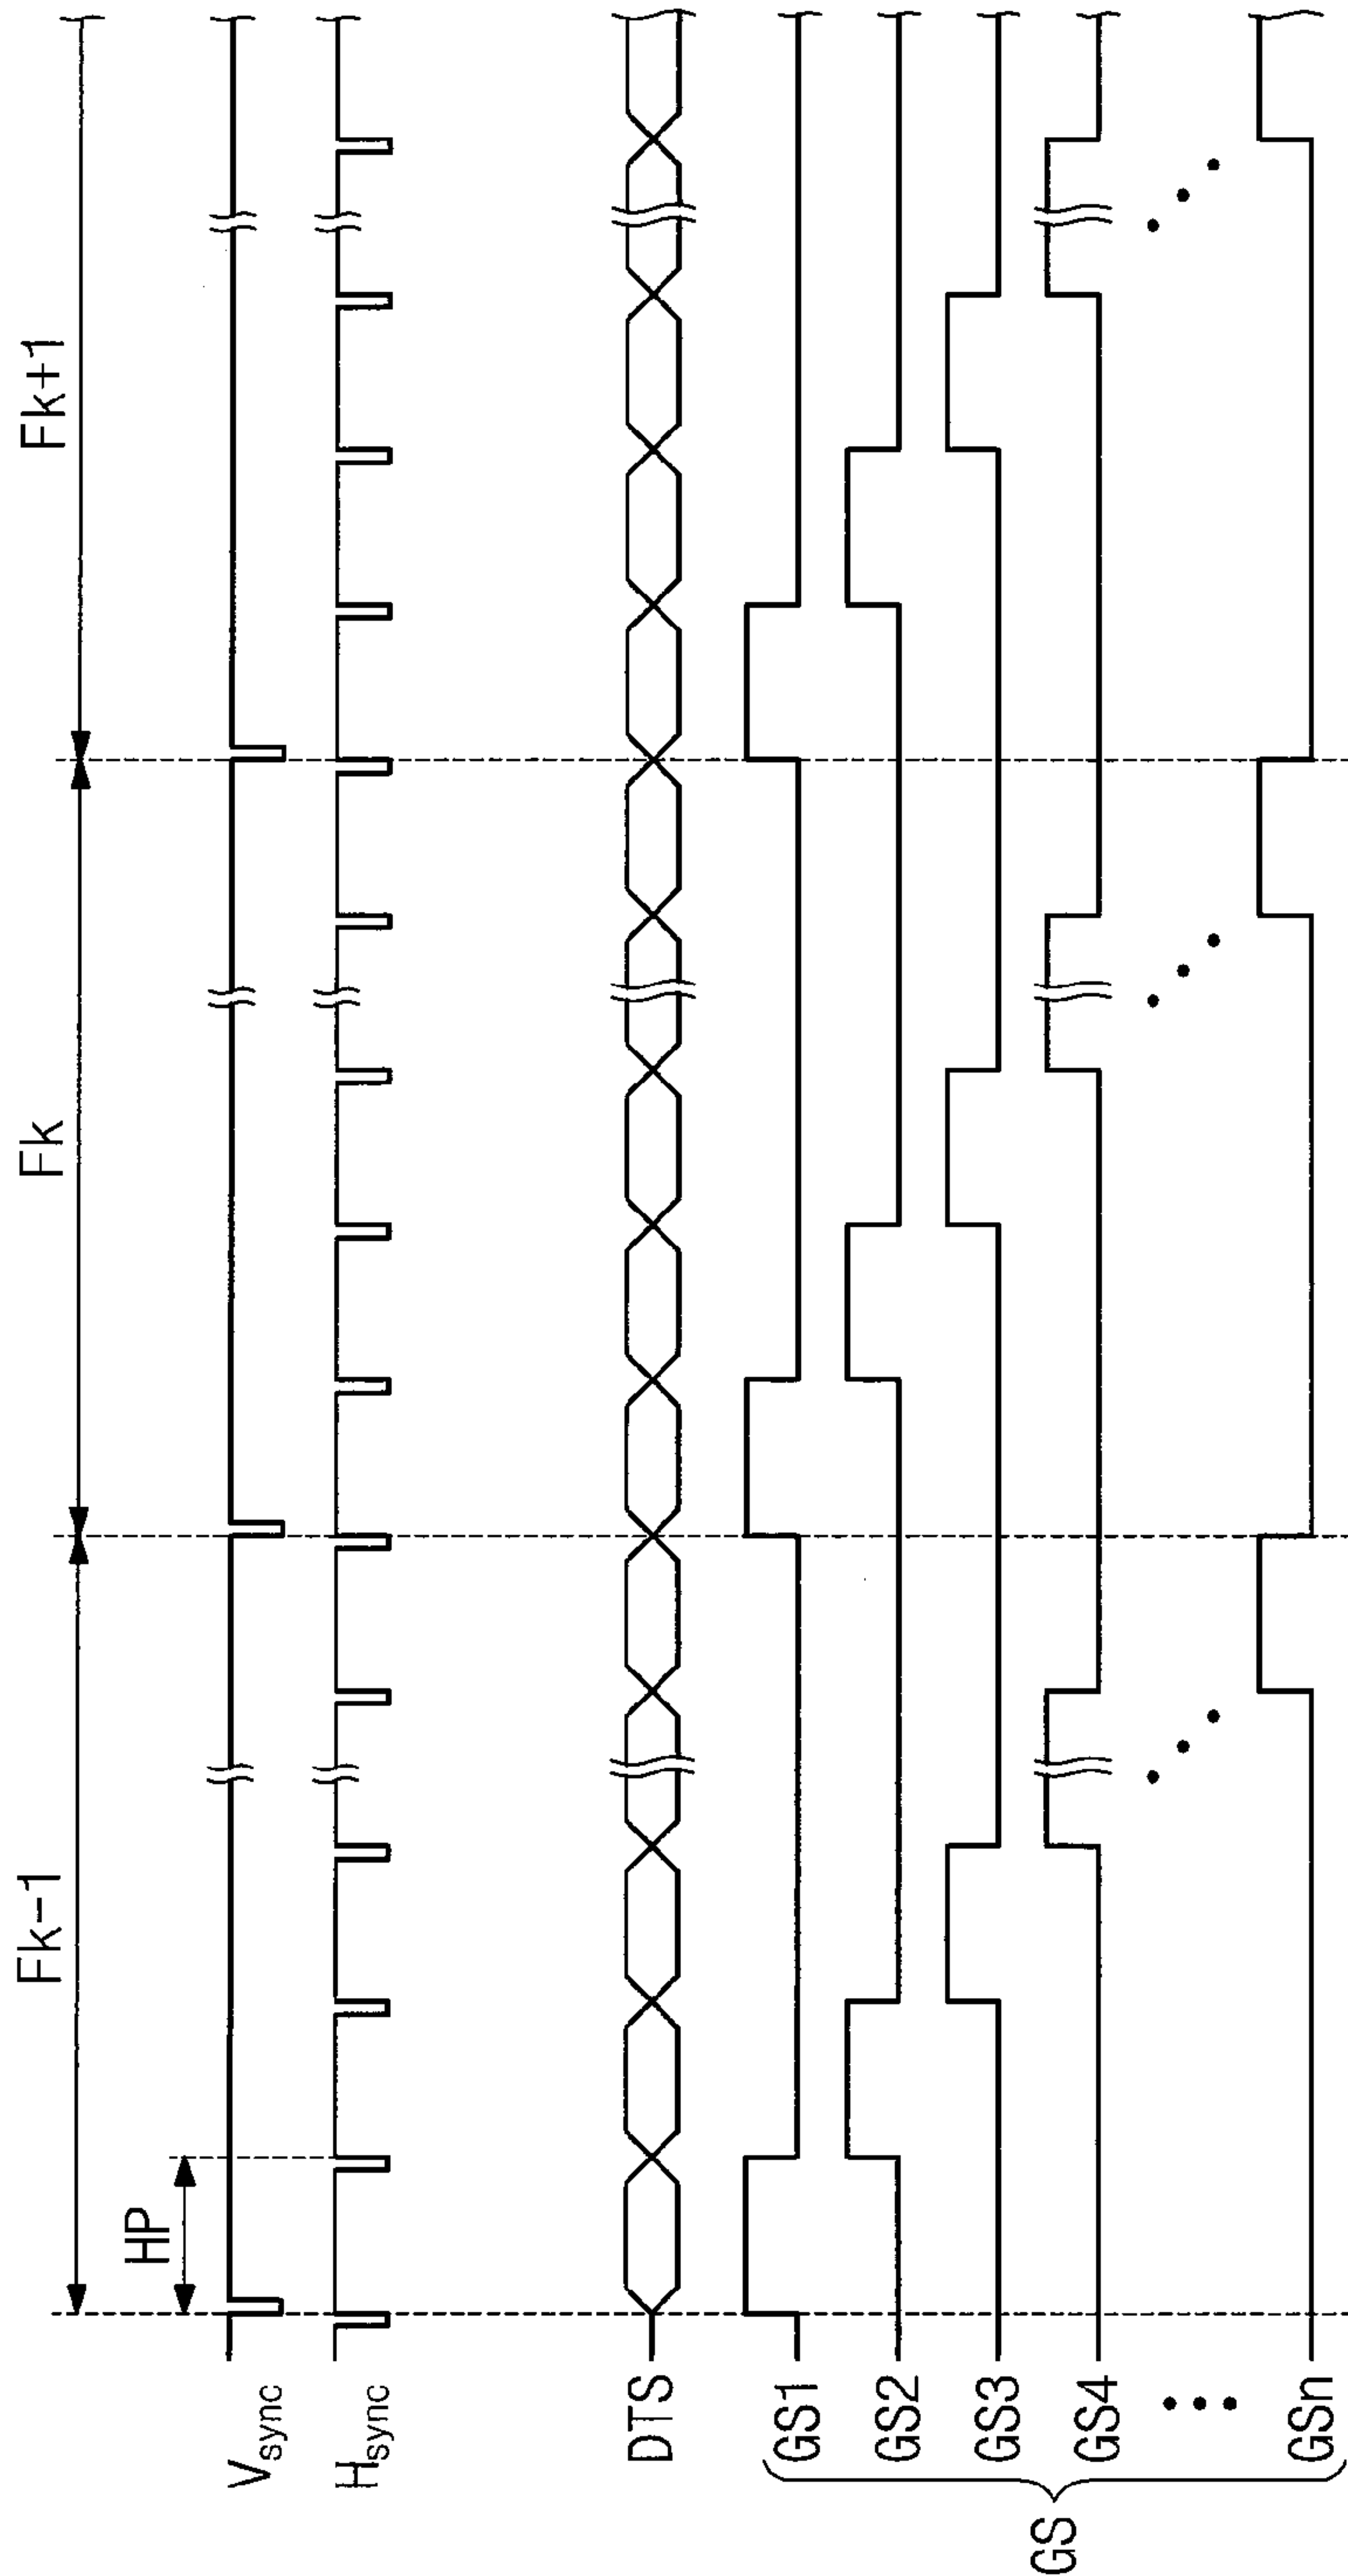 Fk-1
Fk
Fk+1
HP
Vsync
Hsync
DTS
GS
GS1
GS2
GS3
GS4
GSn